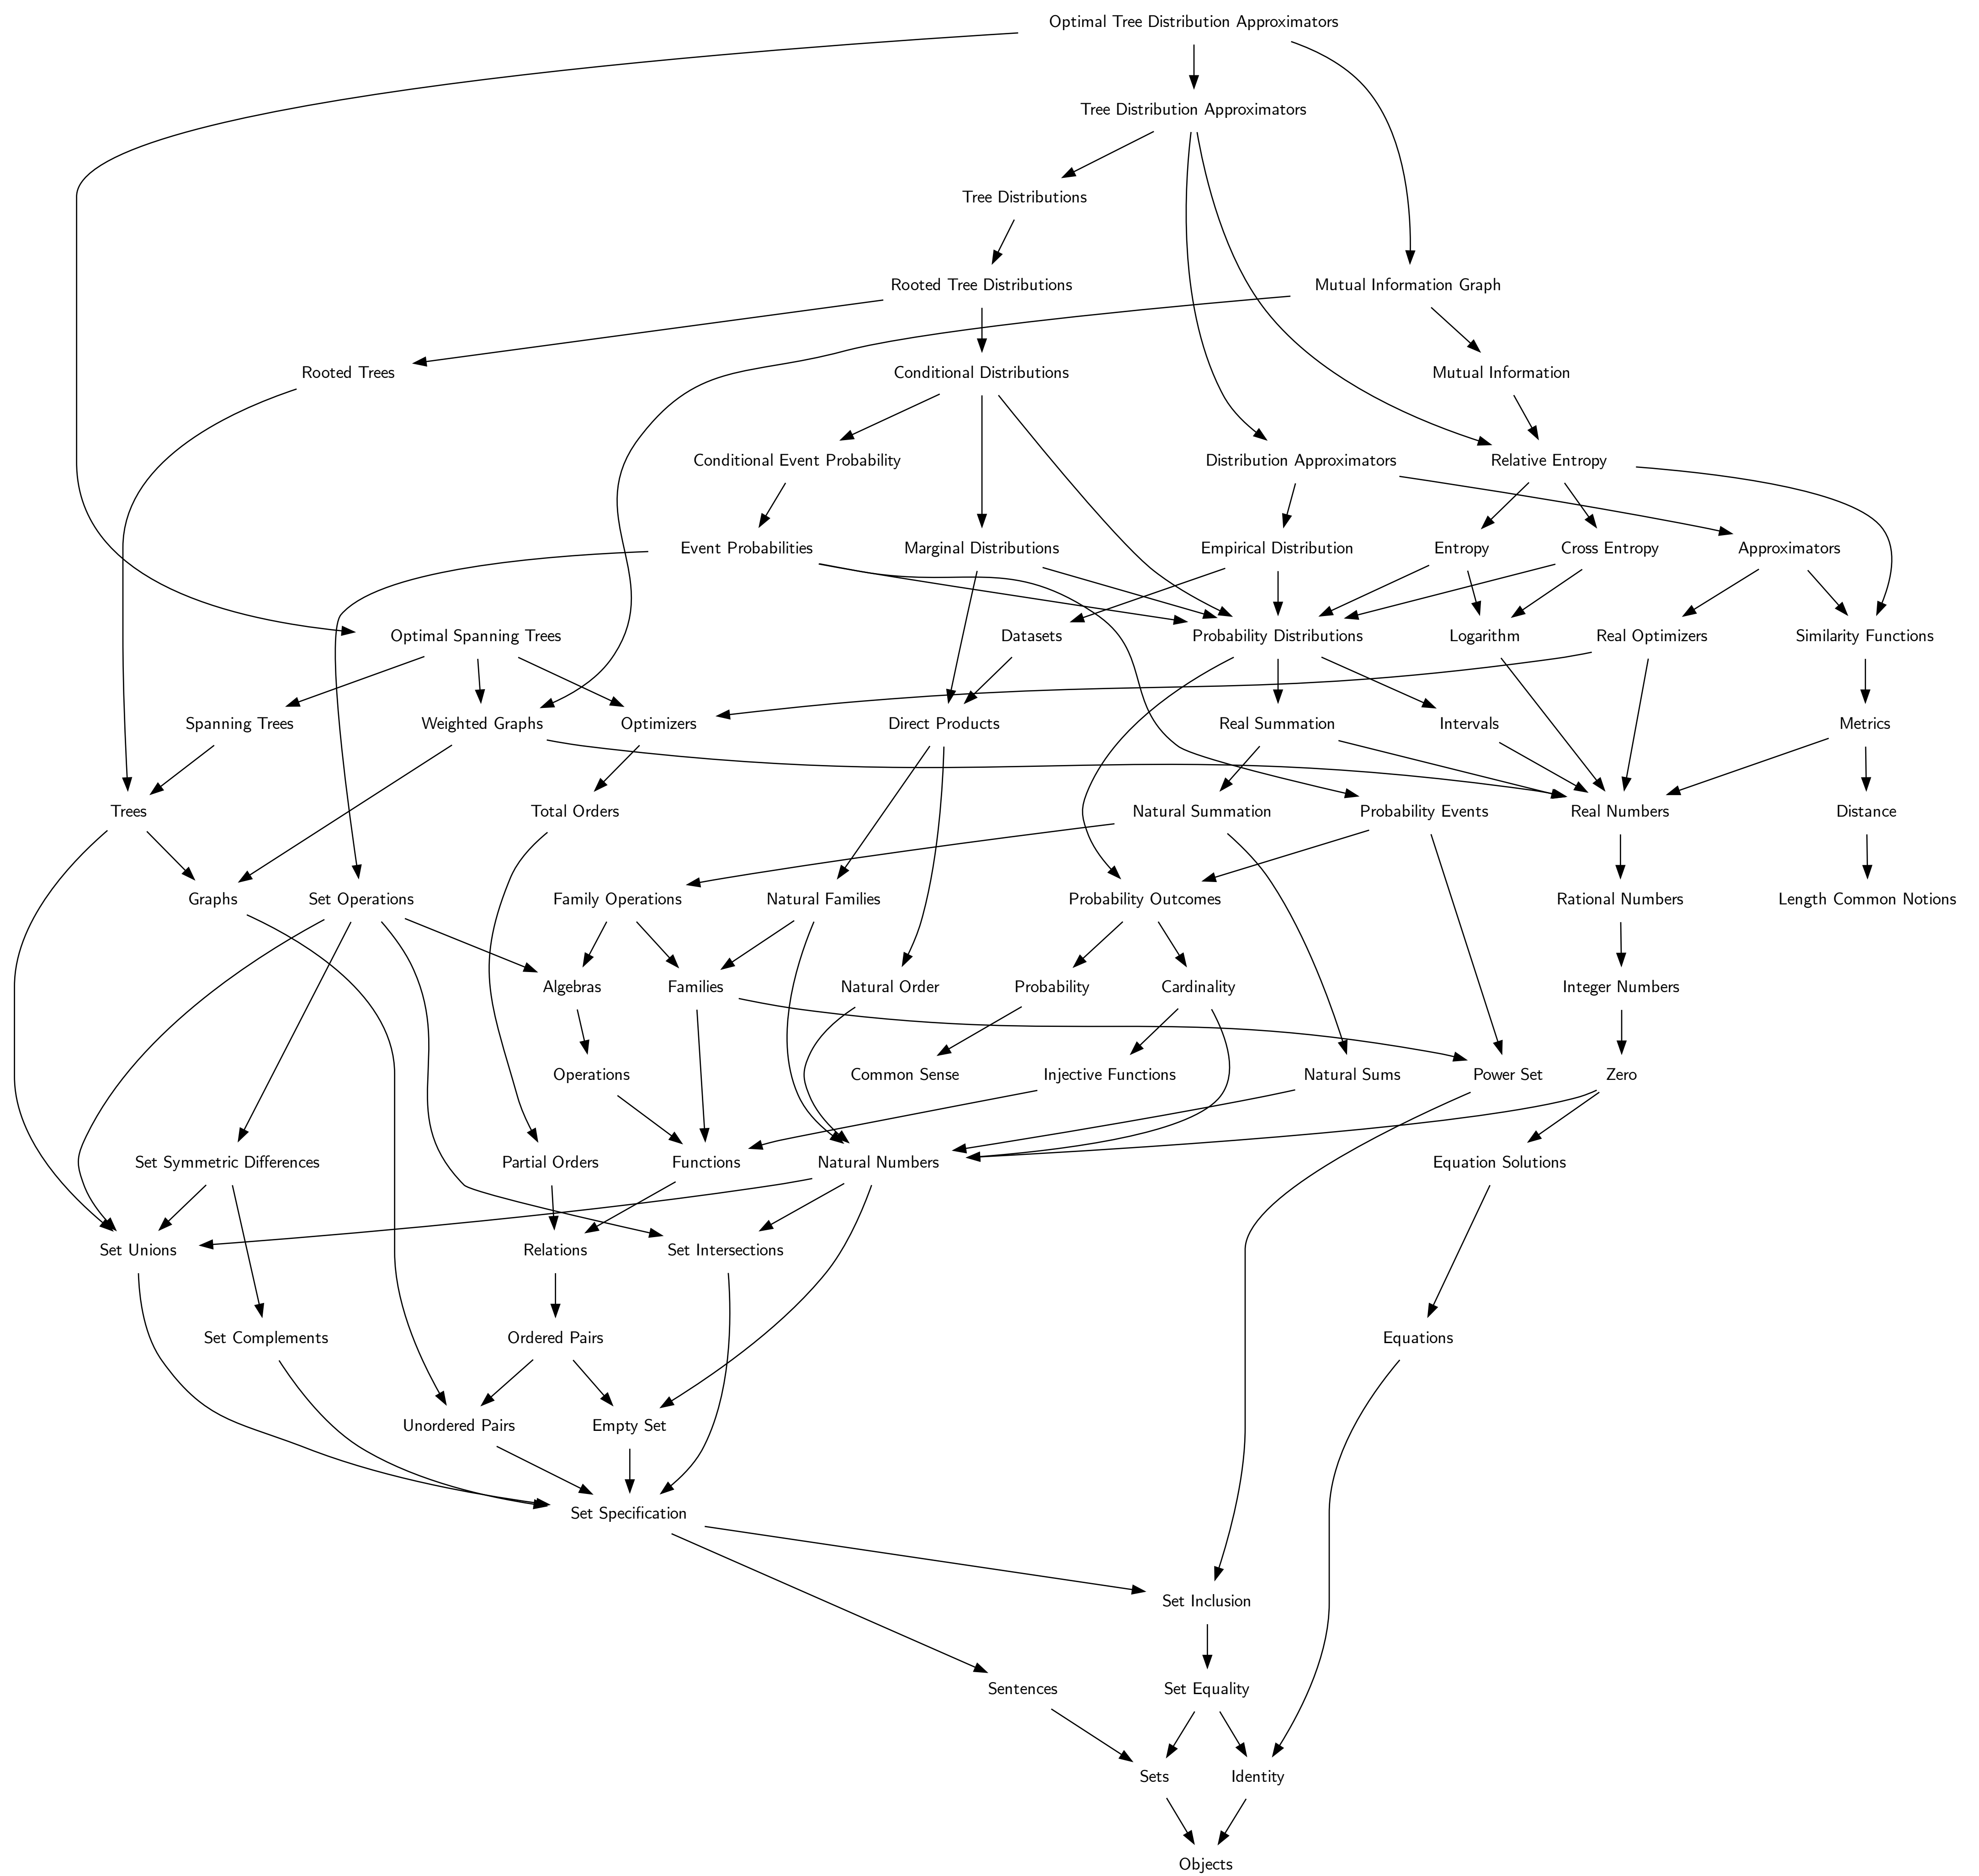 Optimal Tree Distribution Approximators
Tree Distribution Approximators
Tree Distributions
Rooted Tree Distributions
Mutual Information Graph
Rooted Trees
Conditional Distributions
Mutual Information
Conditional Event Probability
Distribution Approximators
Relative Entropy
Event Probabilities
Marginal Distributions
Empirical Distribution
Entropy
Cross Entropy
Approximators
Optimal Spanning Trees
Datasets
Probability Distributions
Logarithm
Real Optimizers
Similarity Functions
Spanning Trees
Weighted Graphs
Optimizers
Direct Products
Real Summation
Intervals
Metrics
Trees
Total Orders
Natural Summation
Probability Events
Real Numbers
Distance
Graphs
Set Operations
Family Operations
Natural Families
Probability Outcomes
Rational Numbers
Length Common Notions
Algebras
Families
Natural Order
Probability
Cardinality
Integer Numbers
Operations
Common Sense
Injective Functions
Natural Sums
Power Set
Zero
Set Symmetric Differences
Partial Orders
Functions
Natural Numbers
Equation Solutions
Set Unions
Relations
Set Intersections
Set Complements
Ordered Pairs
Equations
Unordered Pairs
Empty Set
Set Specification
Set Inclusion
Sentences
Set Equality
Sets
Identity
Objects